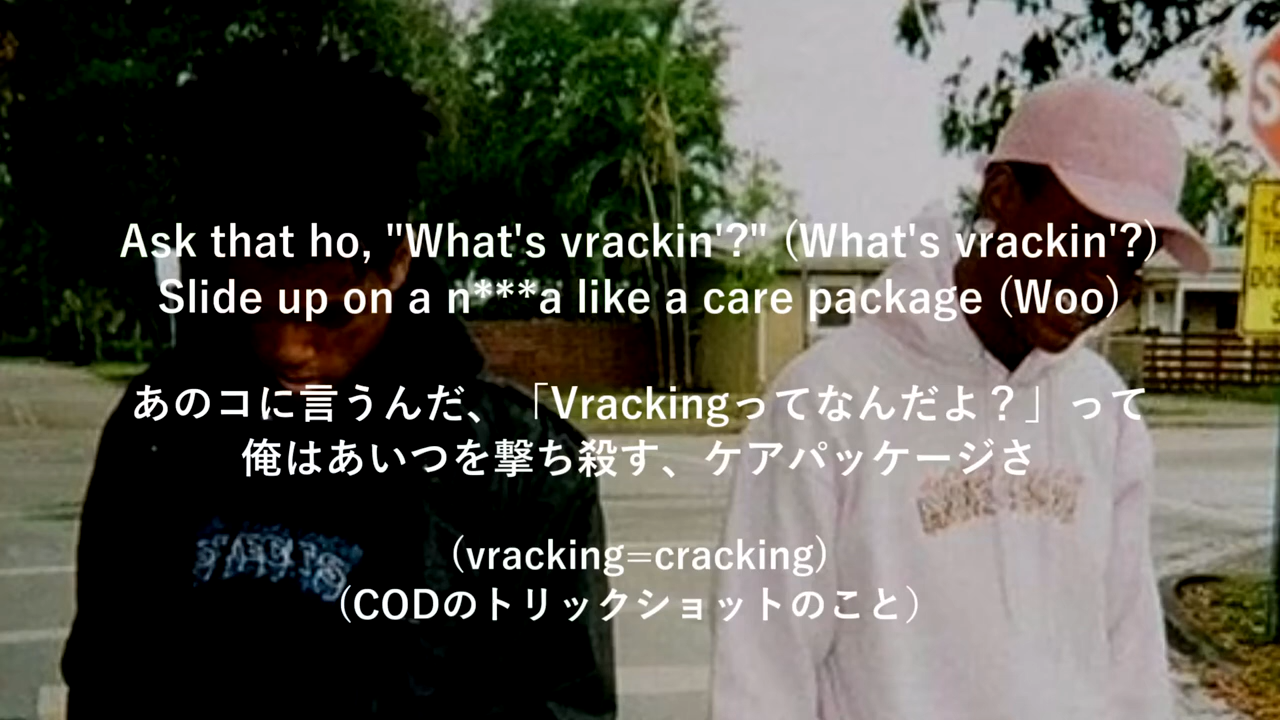 Ask that ho, "What's vrackin'?" (What's vrackin'?)
Slide up on a n***a like a care package (Woo)
あのコに言うんだ、「Vrackingってなんだよ？」って
俺はあいつを撃ち殺す、ケアパッケージさ
(vracking=cracking)
（CODのトリックショットのこと）